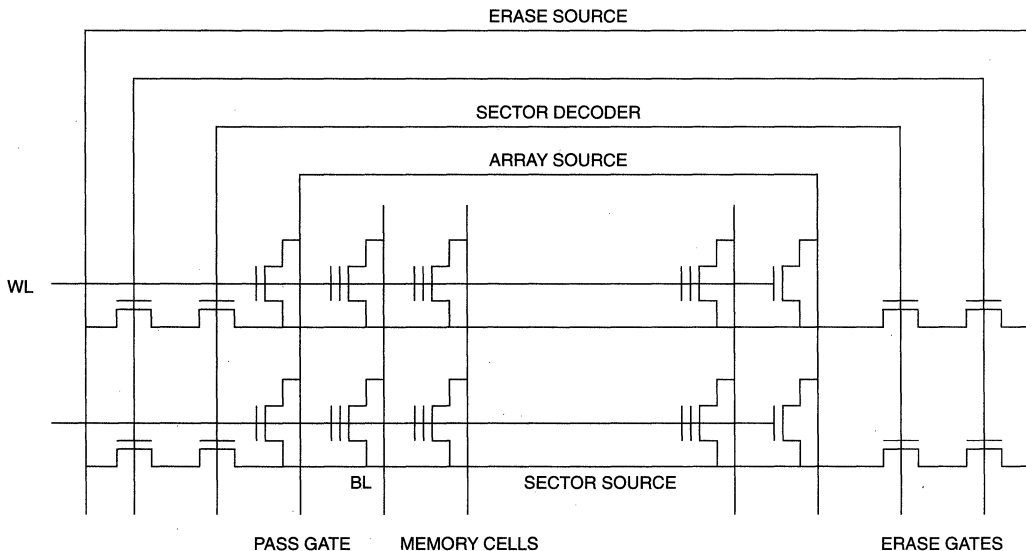 ERASE SOURCE
SECTOR DECODER
ARRAY SOURCE
WL
BL
SECTOR SOURCE
PASS GATE
MEMORY CELLS
ERASE GATES